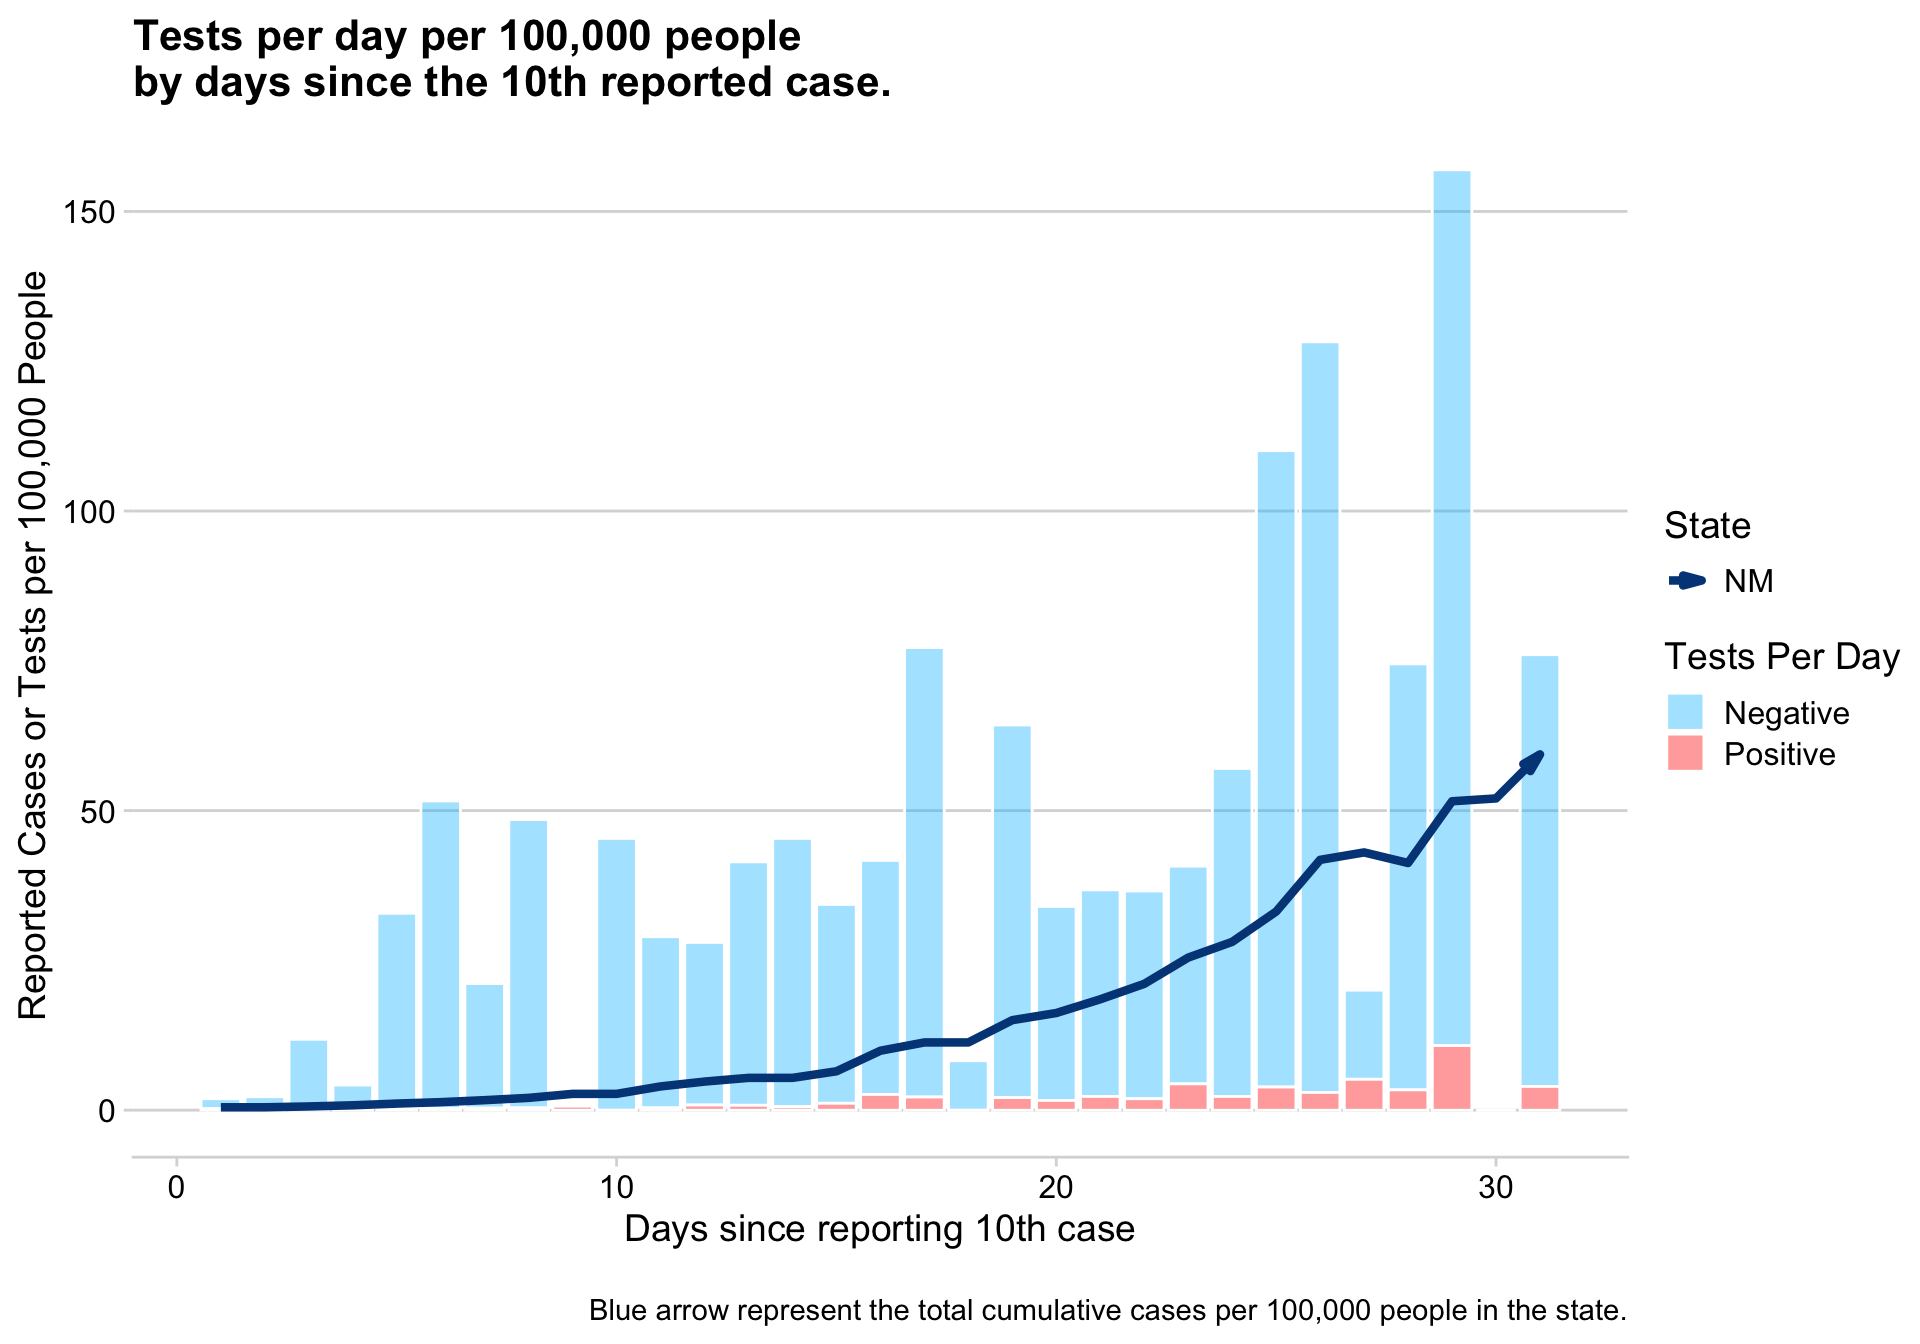 Tests per day per 100,000 people
by days since the 10th reported case.
Reported Cases or Tests per 100,000 People
150
100
50
0
0
10
20
30
Days since reporting 10th case
State
NM
Tests Per Day
Negative
Positive
Blue arrow represent the total cumulative cases per 100,000 people in the state.